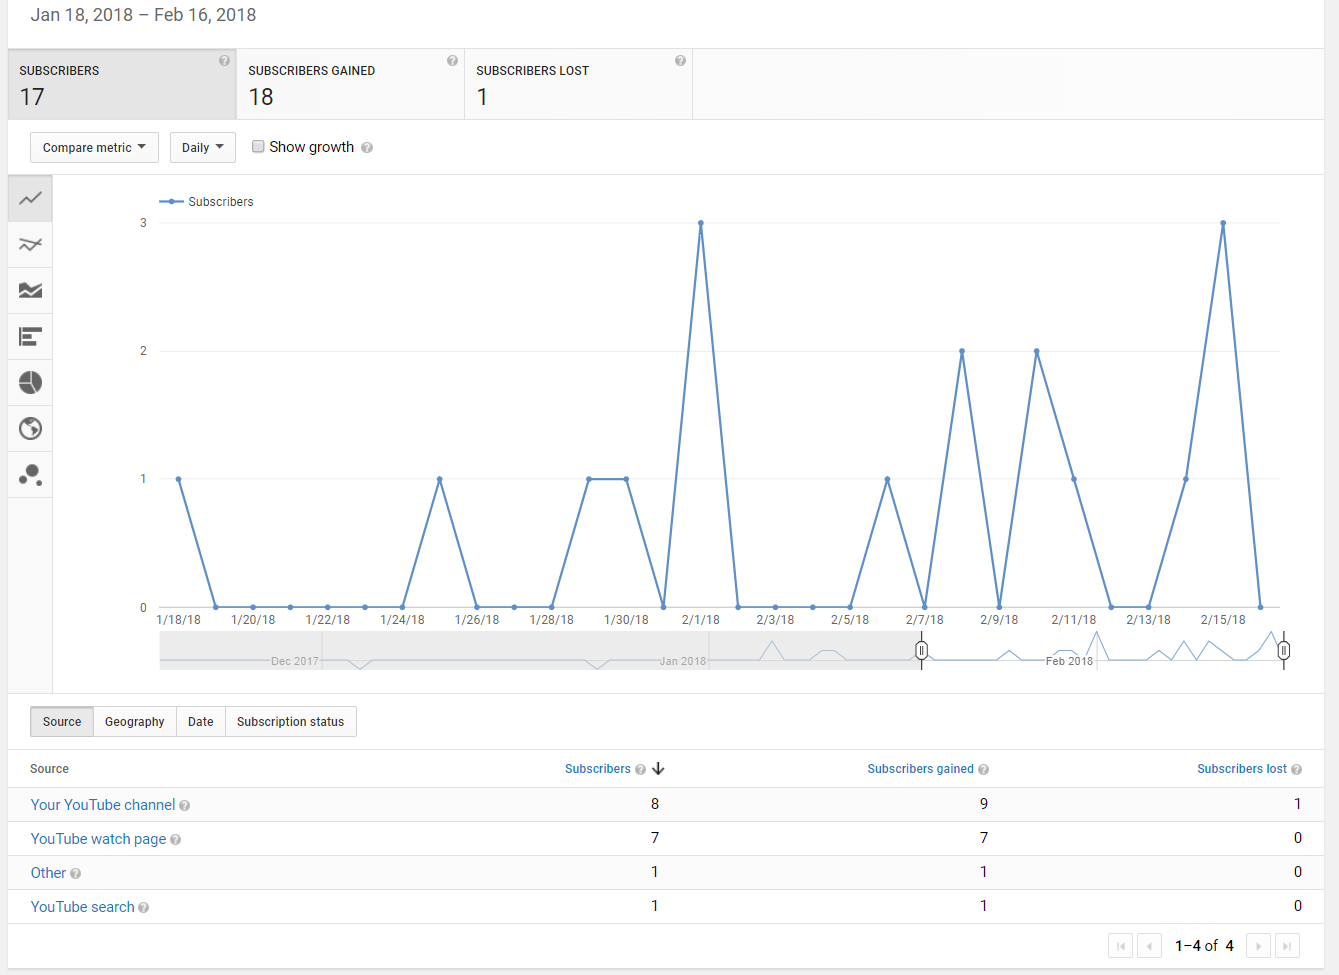 Jan 18, 2018 – Feb 16, 2018
SUBSCRIBERS ?
17
SUBSCRIBERS GAINED ?
18
SUBSCRIBERS LOST ?
1
Compare metric Daily Show growth ?
Subscribers
3
2
1
0
1/18/18 1/20/18 1/22/18 1/24/18 1/26/18 1/28/18 1/30/18 2/1/18 2/3/18 2/5/18 2/7/18 2/9/18 2/11/18 2/13/18 2/15/18
Dec 2017 Jan 2018 Feb 2018
Source Geography Date Subscription status
Source Subscribers ? Subscribers gained ? Subscribers lost ?
Your YouTube channel ? 8 9 1
YouTube watch page ? 7 7 0
Other ? 1 1 0
YouTube search ? 1 1 0
1–4 of 4